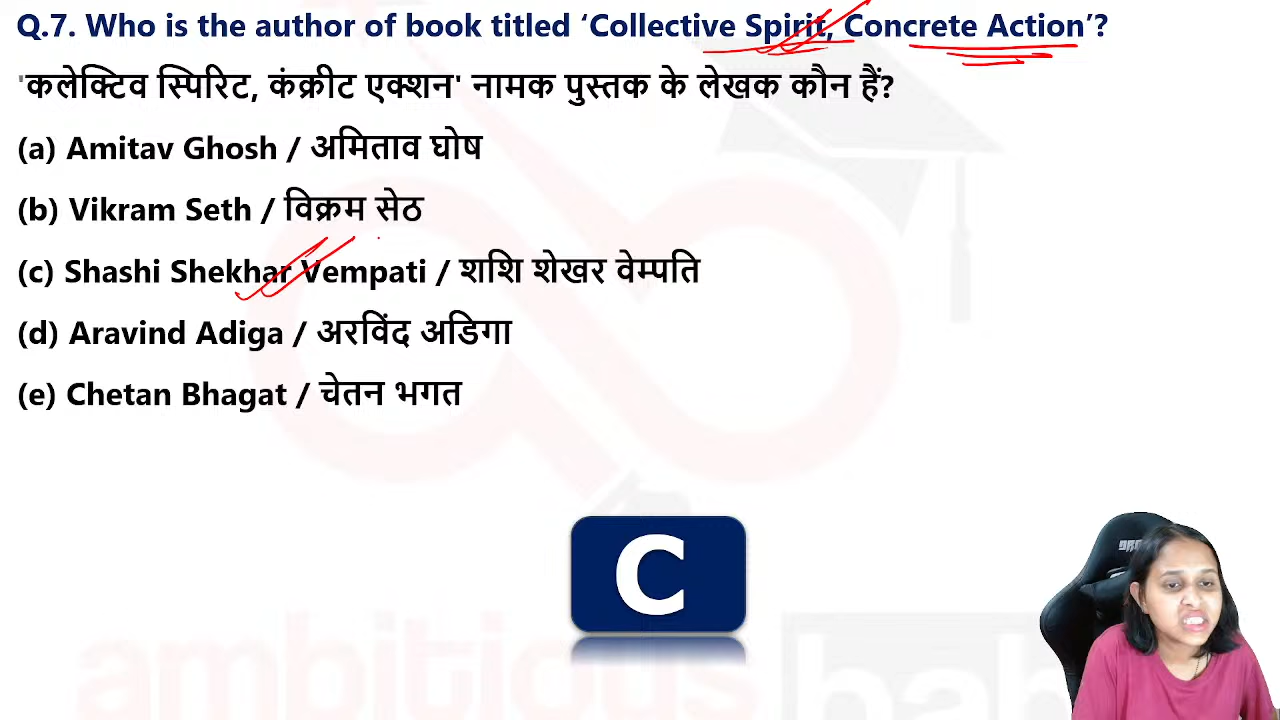 Q.7. Who is the author of book titled ‘Collective Spirit, Concrete Action’?
'कलेक्टिव स्पिरिट, कंक्रीट एक्शन' नामक पुस्तक के लेखक कौन हैं?
(a) Amitav Ghosh / अमिताव घोष
(b) Vikram Seth / विक्रम सेठ
(c) Shashi Shekhar Vempati / शशि शेखर वेम्पति
(d) Aravind Adiga / अरविंद अडिगा
(e) Chetan Bhagat / चेतन भगत
C
ambitious